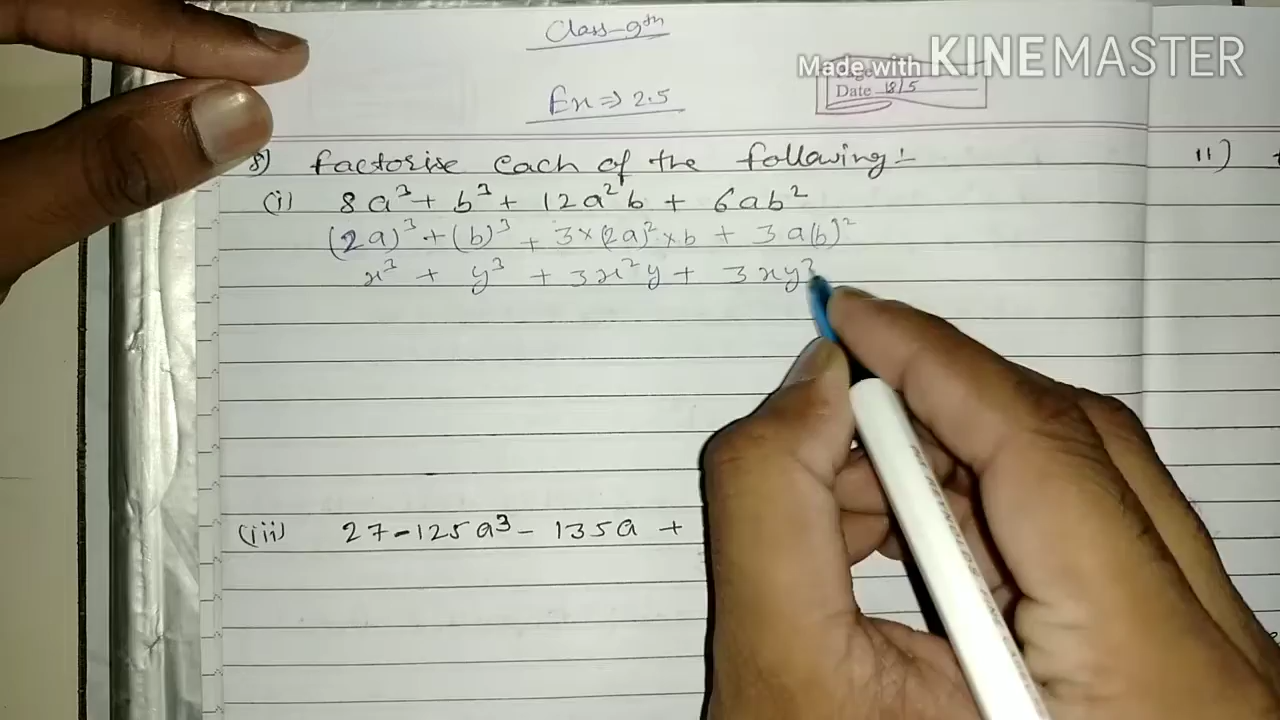 Class-9th
Made with KINEMASTER
Date 18/5
Ex => 2.5
8) factorise each of the following:-
(i) 8a³ + b³ + 12a²b + 6ab²
(2a)³ + (b)³ + 3×(2a)²×b + 3a(b)²
x³ + y³ + 3x²y + 3xy²
(iii) 27-125a³ - 135a +
11)